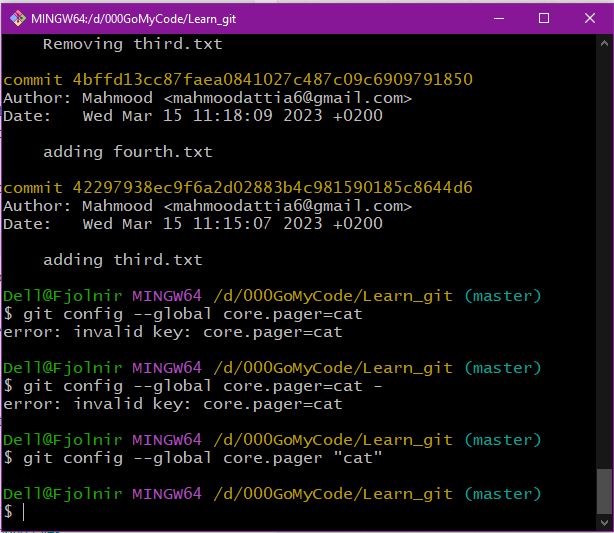 MINGW64:/d/000GoMyCode/Learn_git
Removing third.txt
commit 4bffd13cc87faea0841027c487c09c6909791850
Author: Mahmood <mahmoodattia6@gmail.com>
Date:   Wed Mar 15 11:18:09 2023 +0200
adding fourth.txt
commit 42297938ec9f6a2d02883b4c981590185c8644d6
Author: Mahmood <mahmoodattia6@gmail.com>
Date:   Wed Mar 15 11:15:07 2023 +0200
adding third.txt
Dell@Fjolnir MINGW64 /d/000GoMyCode/Learn_git (master)
$ git config --global core.pager=cat
error: invalid key: core.pager=cat
Dell@Fjolnir MINGW64 /d/000GoMyCode/Learn_git (master)
$ git config --global core.pager=cat -
error: invalid key: core.pager=cat
Dell@Fjolnir MINGW64 /d/000GoMyCode/Learn_git (master)
$ git config --global core.pager "cat"
Dell@Fjolnir MINGW64 /d/000GoMyCode/Learn_git (master)
$